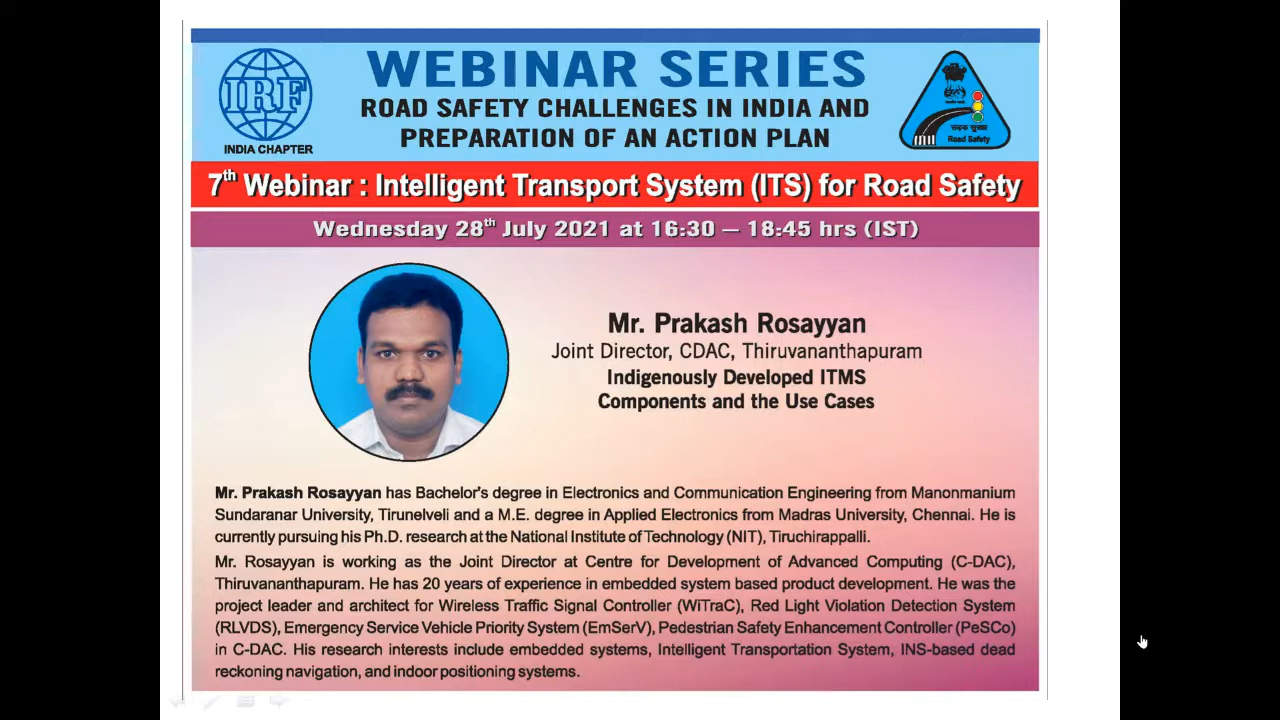 WEBINAR SERIES
ROAD SAFETY CHALLENGES IN INDIA AND
PREPARATION OF AN ACTION PLAN
IRF
INDIA CHAPTER
सड़क सुरक्षा
Road Safety
7th Webinar : Intelligent Transport System (ITS) for Road Safety
Wednesday 28th July 2021 at 16:30 – 18:45 hrs (IST)
Mr. Prakash Rosayyan
Joint Director, CDAC, Thiruvananthapuram
Indigenously Developed ITMS
Components and the Use Cases
Mr. Prakash Rosayyan has Bachelor's degree in Electronics and Communication Engineering from Manonmanium
Sundaranar University, Tirunelveli and a M.E. degree in Applied Electronics from Madras University, Chennai. He is
currently pursuing his Ph.D. research at the National Institute of Technology (NIT), Tiruchirappalli.
Mr. Rosayyan is working as the Joint Director at Centre for Development of Advanced Computing (C-DAC),
Thiruvananthapuram. He has 20 years of experience in embedded system based product development. He was the
project leader and architect for Wireless Traffic Signal Controller (WiTraC), Red Light Violation Detection System
(RLVDS), Emergency Service Vehicle Priority System (EmSerV), Pedestrian Safety Enhancement Controller (PeSCo)
in C-DAC. His research interests include embedded systems, Intelligent Transportation System, INS-based dead
reckoning navigation, and indoor positioning systems.